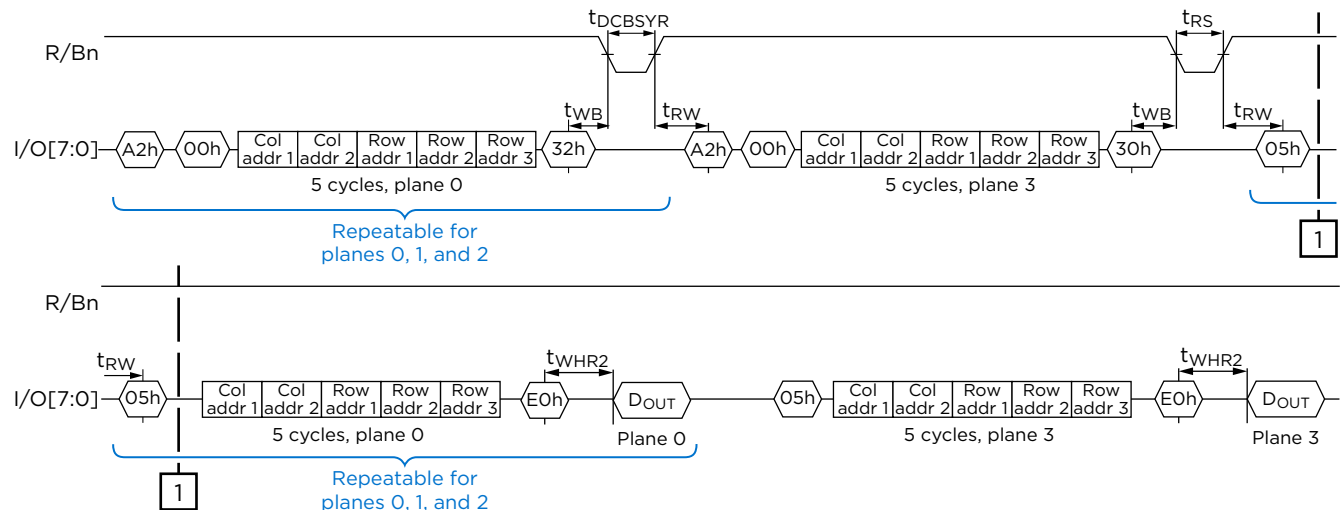 tDCBSYR tRS
R/Bn
tWB tRW tWB tRW
I/O[7:0] A2h 00h Col addr 1 Col addr 2 Row addr 1 Row addr 2 Row addr 3 32h A2h 00h Col addr 1 Col addr 2 Row addr 1 Row addr 2 Row addr 3 30h 05h
5 cycles, plane 0 5 cycles, plane 3
Repeatable for
planes 0, 1, and 2
1
R/Bn
tRW tWHR2 tWHR2
I/O[7:0] 05h Col addr 1 Col addr 2 Row addr 1 Row addr 2 Row addr 3 E0h DOUT 05h Col addr 1 Col addr 2 Row addr 1 Row addr 2 Row addr 3 E0h DOUT
5 cycles, plane 0 Plane 0 5 cycles, plane 3 Plane 3
Repeatable for
planes 0, 1, and 2
1